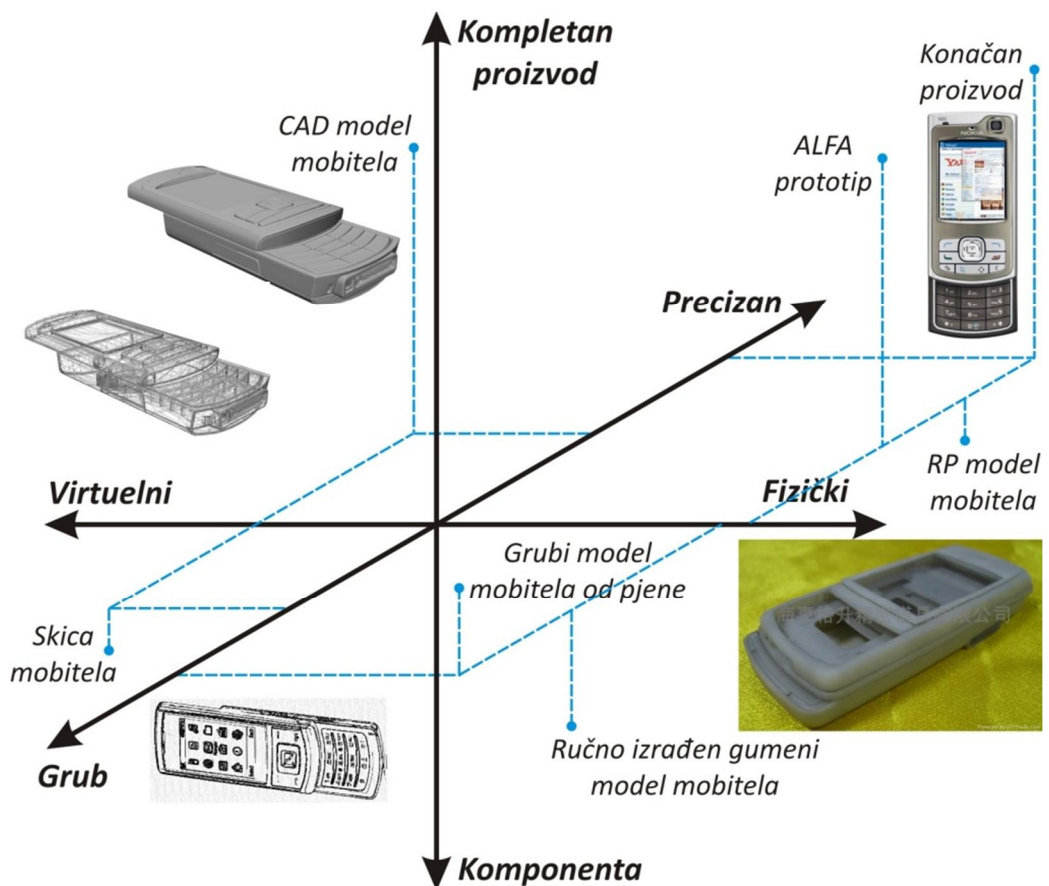 Kompletan
proizvod
Konačan
proizvod
CAD model
mobitela
ALFA
prototip
NOKIA
Precizan
Virtuelni
Fizički
RP model
mobitela
Grubi model
mobitela od pjene
Skica
mobitela
Grub
Ručno izrađen gumeni
model mobitela
Komponenta